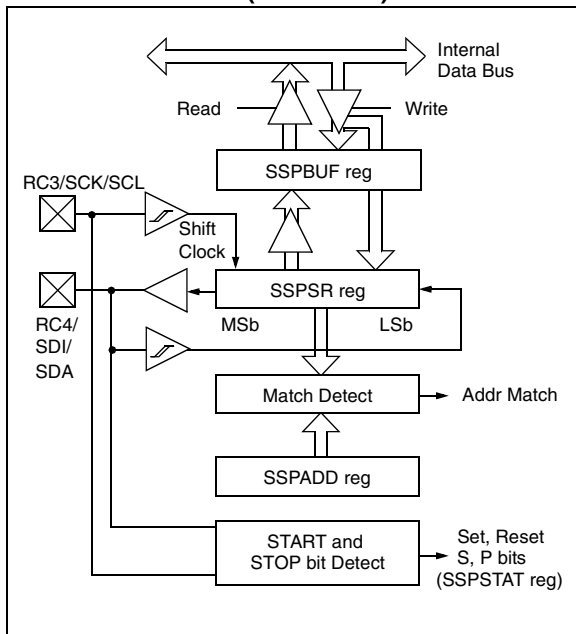 Internal
Data Bus
Read
Write
SSPBUF reg
RC3/SCK/SCL
Shift
Clock
SSPSR reg
MSb
LSb
RC4/
SDI/
SDA
Match Detect
Addr Match
SSPADD reg
START and
STOP bit Detect
Set, Reset
S, P bits
(SSPSTAT reg)